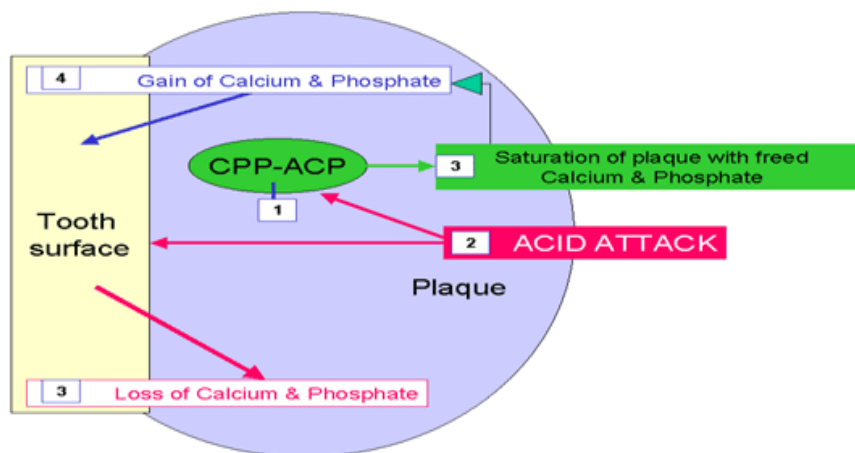 4 Gain of Calcium & Phosphate
CPP-ACP
3 Saturation of plaque with freed
Calcium & Phosphate
1
Tooth
surface
2 ACID ATTACK
Plaque
3 Loss of Calcium & Phosphate